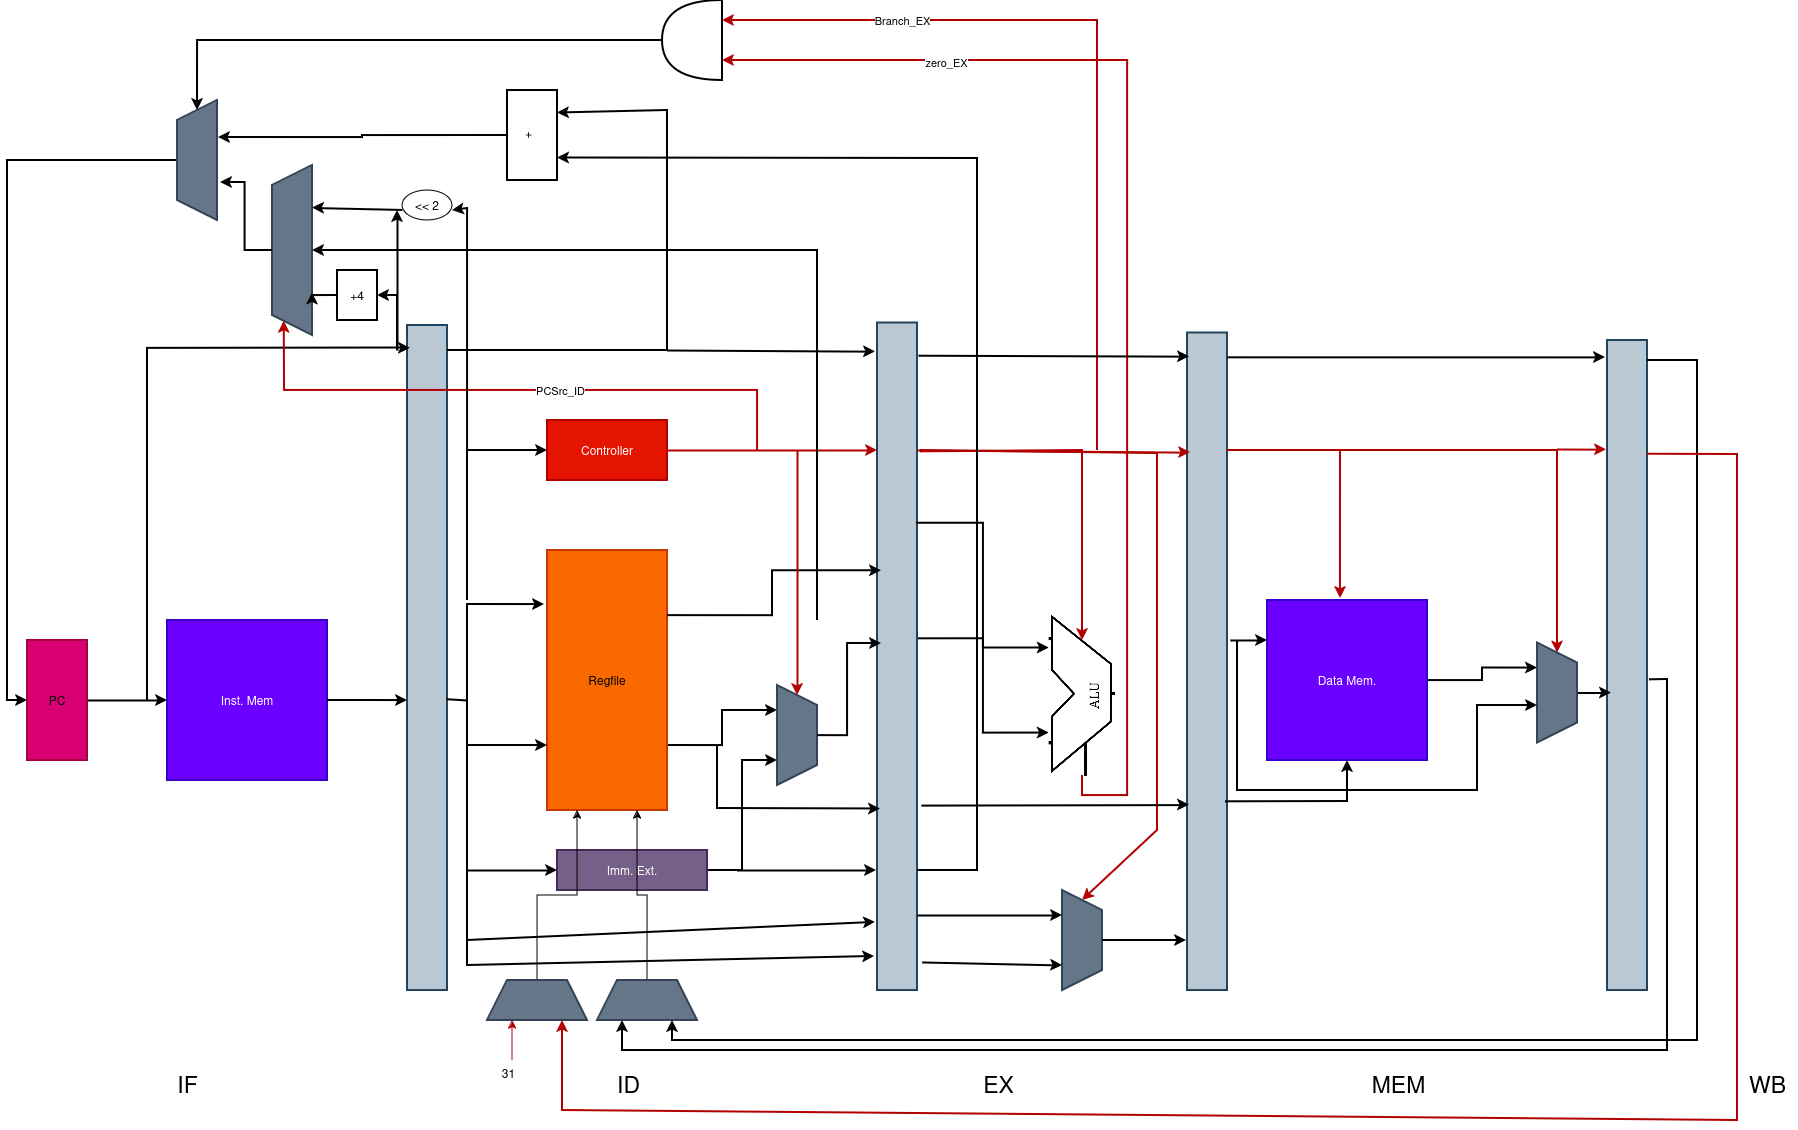 Branch_EX
zero_EX
+
<< 2
+4
PCSrc_ID
Controller
PC
Inst. Mem
Regfile
ALU
Data Mem.
Imm. Ext.
31
IF
ID
EX
MEM
WB